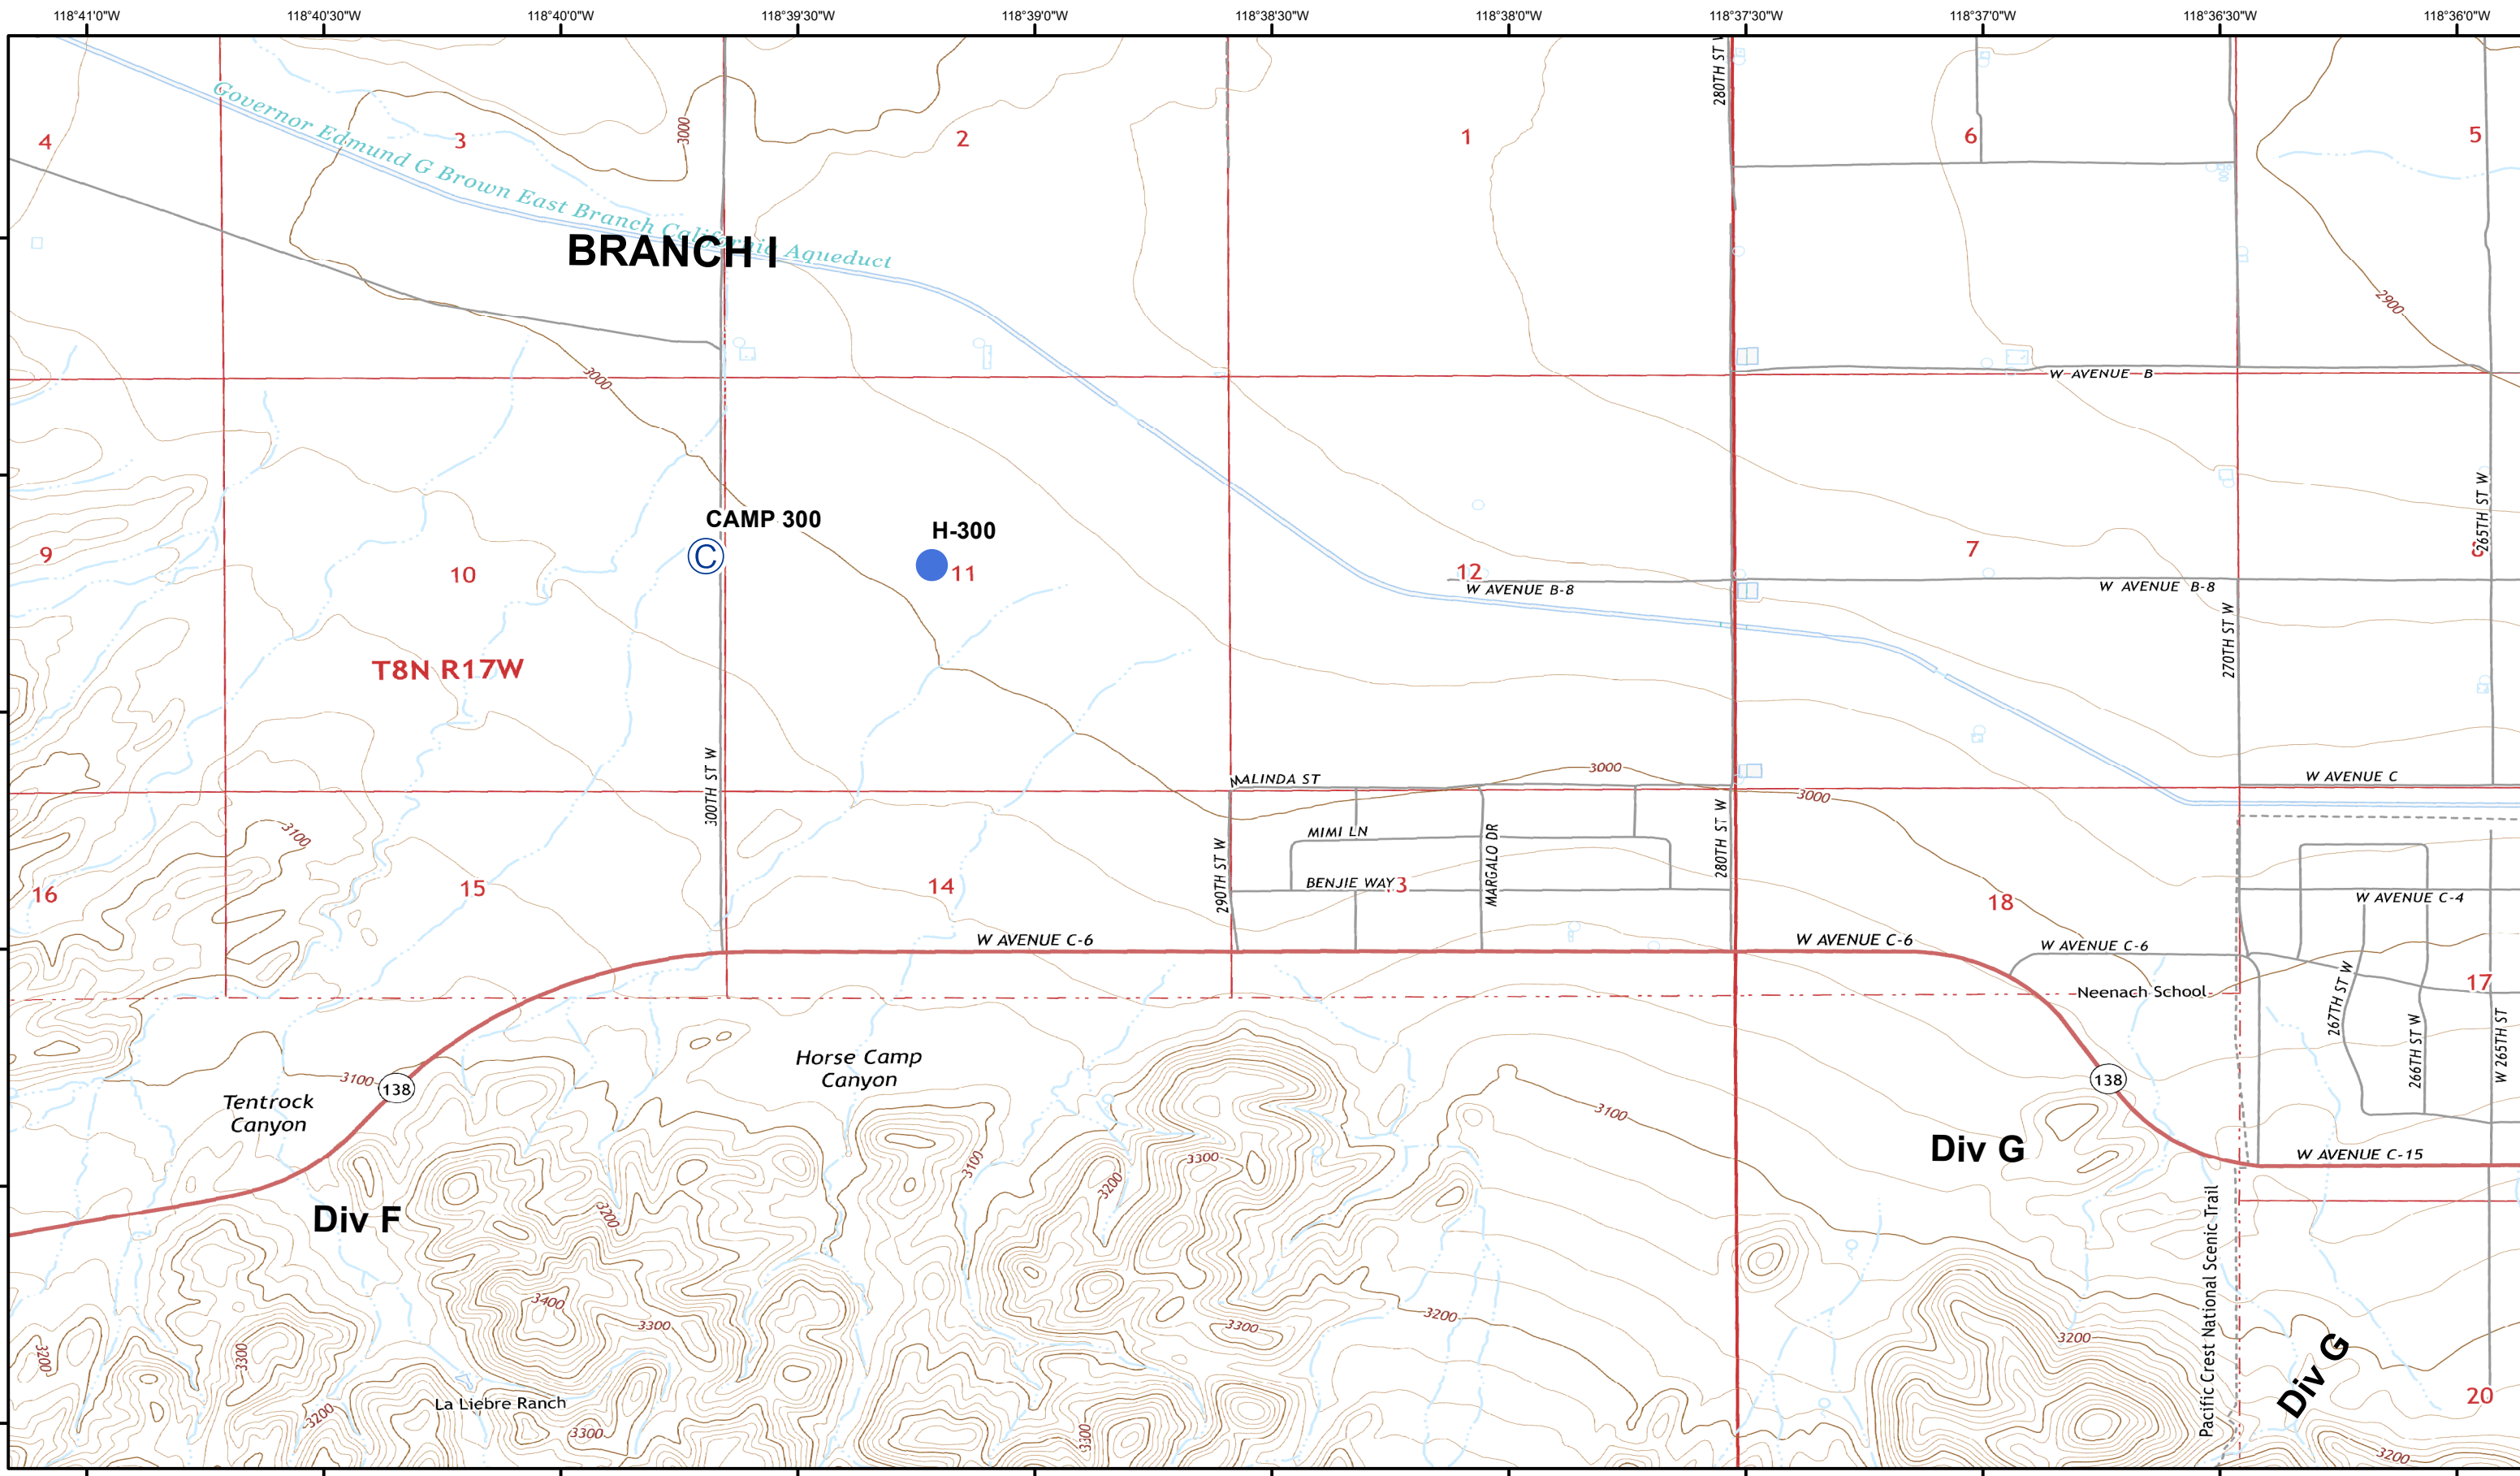 118°41'0"W 118°40'30"W 118°40'0"W 118°39'30"W 118°39'0"W 118°38'30"W 118°38'0"W 118°37'30"W 118°37'0"W 118°36'30"W 118°36'0"W
280TH ST W
Governor Edmund G Brown East Branch California Aqueduct
4 3 3000 2 1 6 5
BRANCH I
2900
3000
W AVENUE B
CAMP 300
H-300
265TH ST W
9 10 C 11 12 7
W AVENUE B-8
W AVENUE B-8
270TH ST W
T8N R17W
300TH ST W
MALINDA ST
3000
3000
W AVENUE C
3100
MIMI LN
MARGALO DR
280TH ST W
290TH ST W
BENJIE WAY
16 15 14 13 18
W AVENUE C-4
W AVENUE C-6
W AVENUE C-6
W AVENUE C-6
17
Neenach School
267TH ST W
266TH ST W
W 265TH ST
Horse Camp
Canyon
3100
138
138
Tentrock
Canyon
3100
Div G
W AVENUE C-15
3100
3300
3200
Div F
3200
Pacific Crest National Scenic Trail
3400
3300
3300
3200
3200
3200
3300
Div G
20
La Liebre Ranch
3200
3300
3300
3200